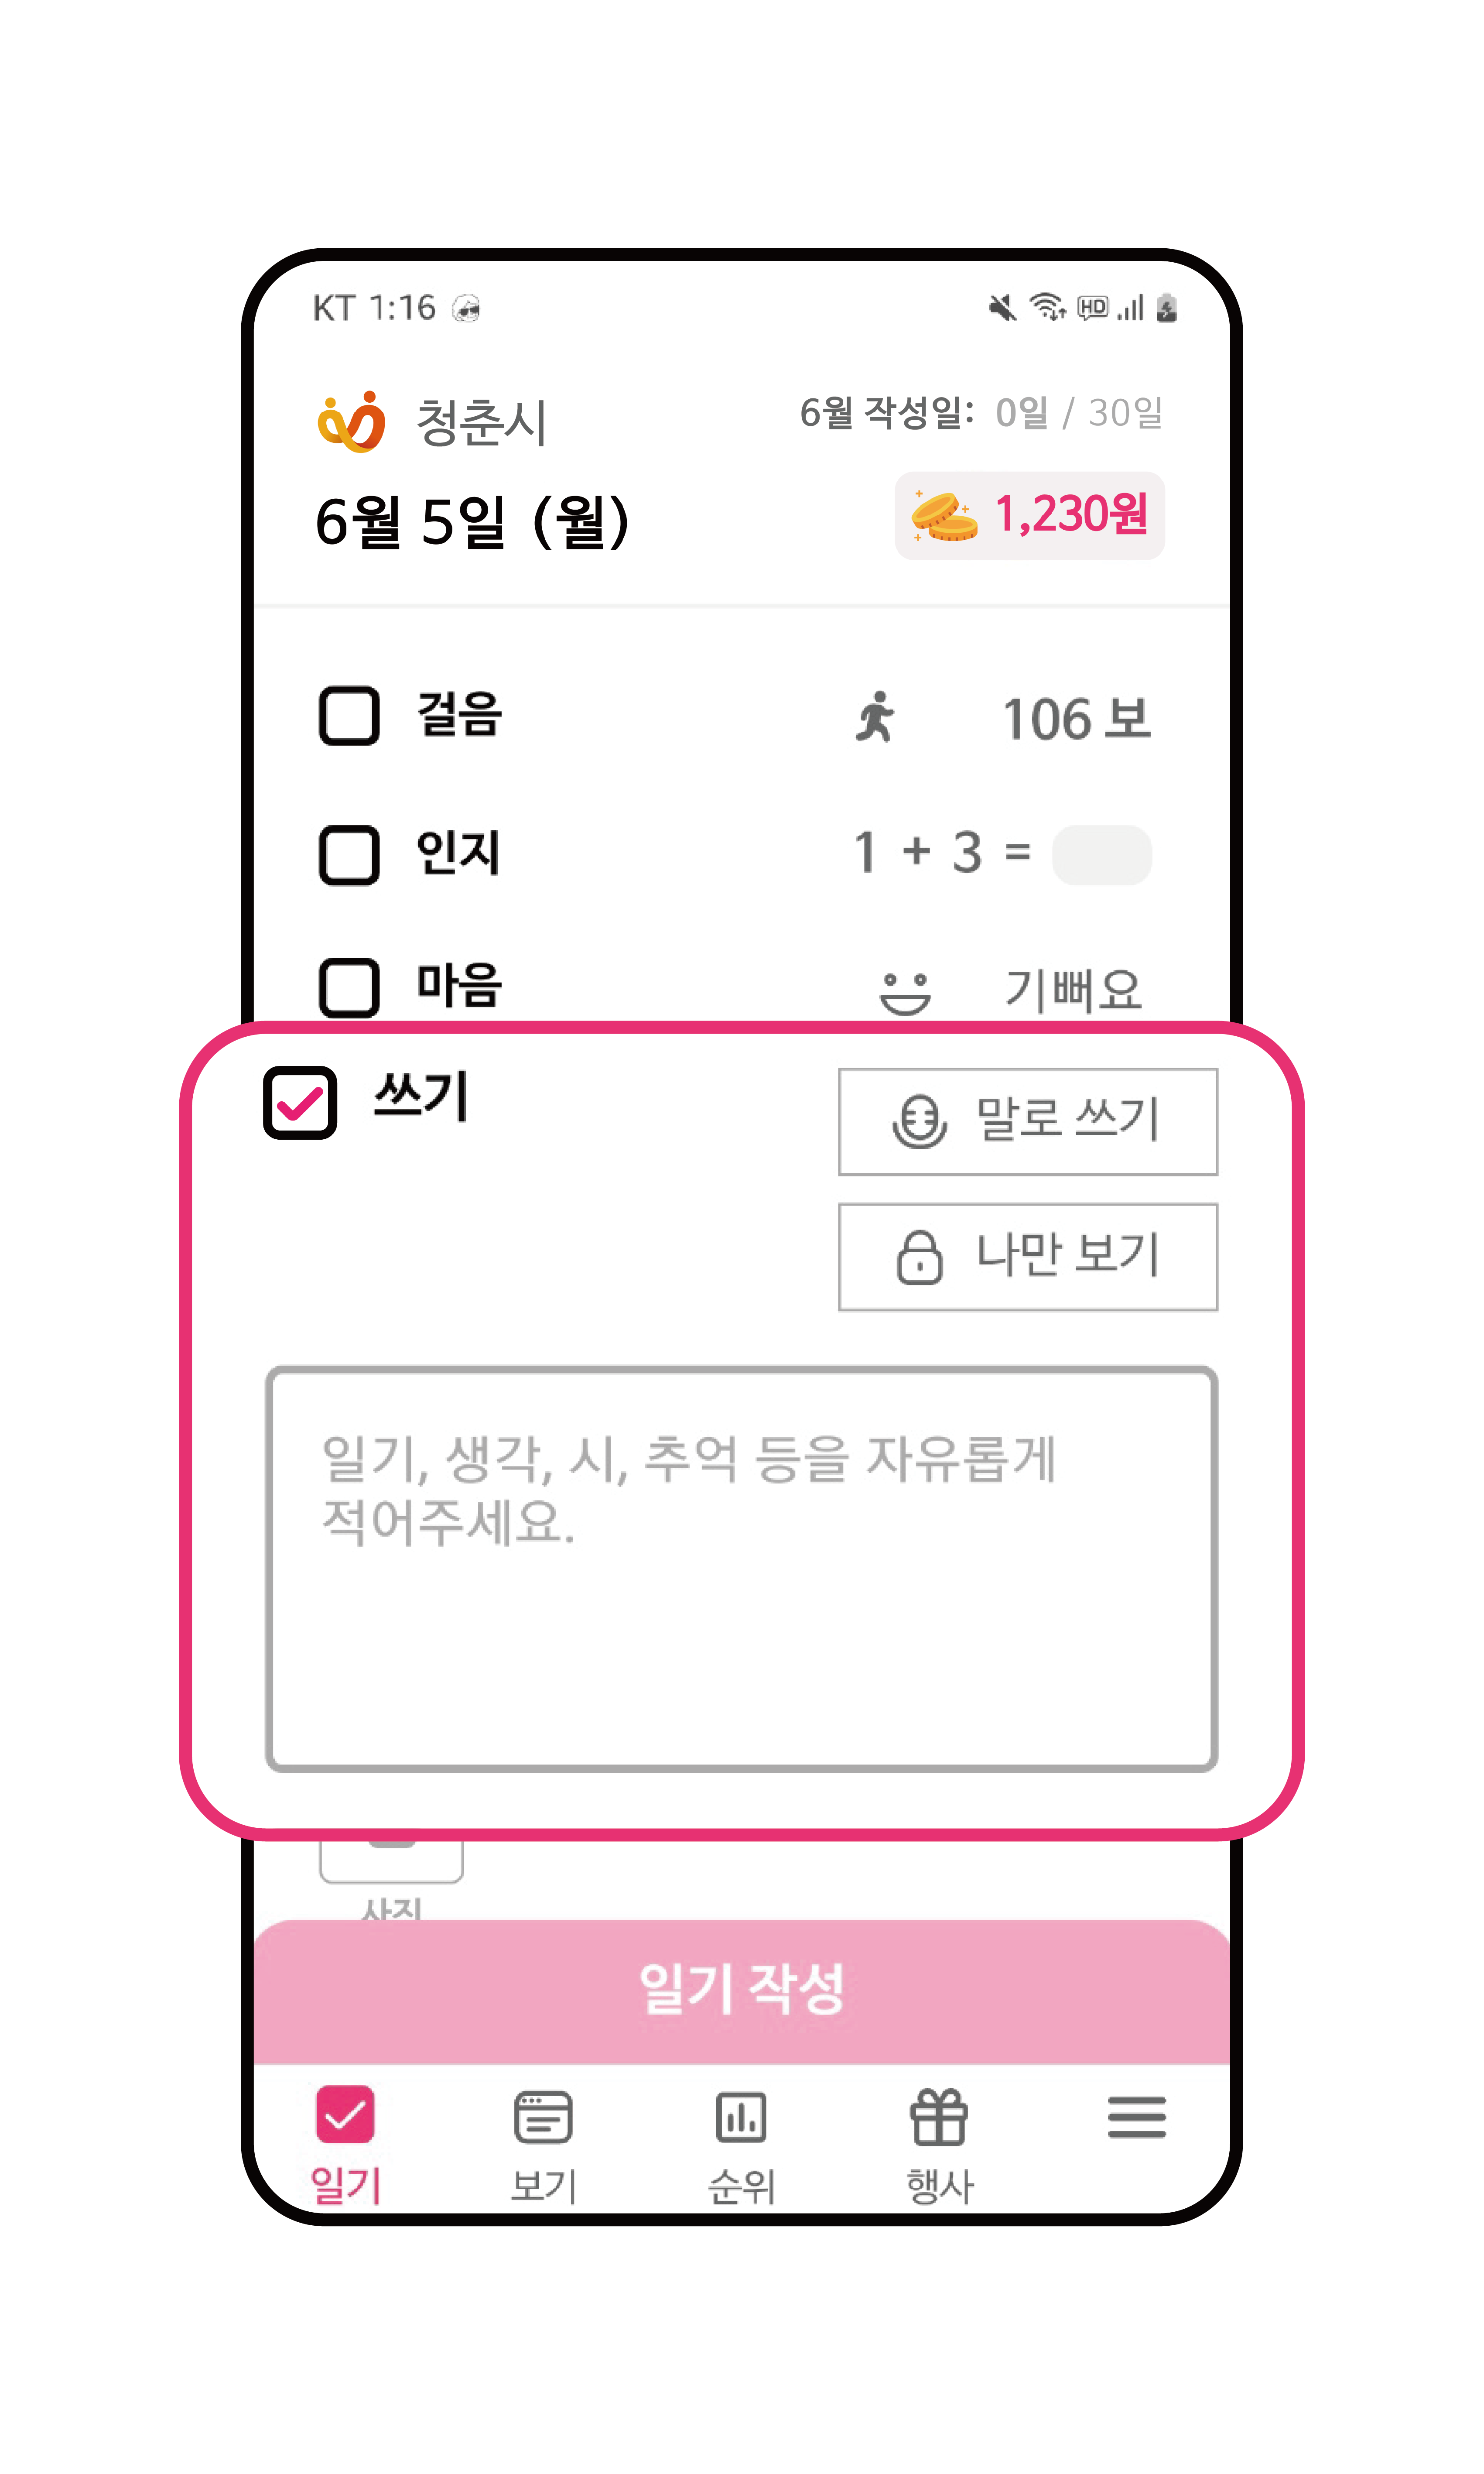 KT 1:16
HD
청춘시
6월 작성일: 0일 / 30일
6월 5일 (월)
1,230원
걸음
106 보
인지
1 + 3 =
마음
기뻐요
쓰기
말로 쓰기
나만 보기
일기, 생각, 시, 추억 등을 자유롭게
적어주세요.
사진
일기 작성
일기
보기
순위
행사